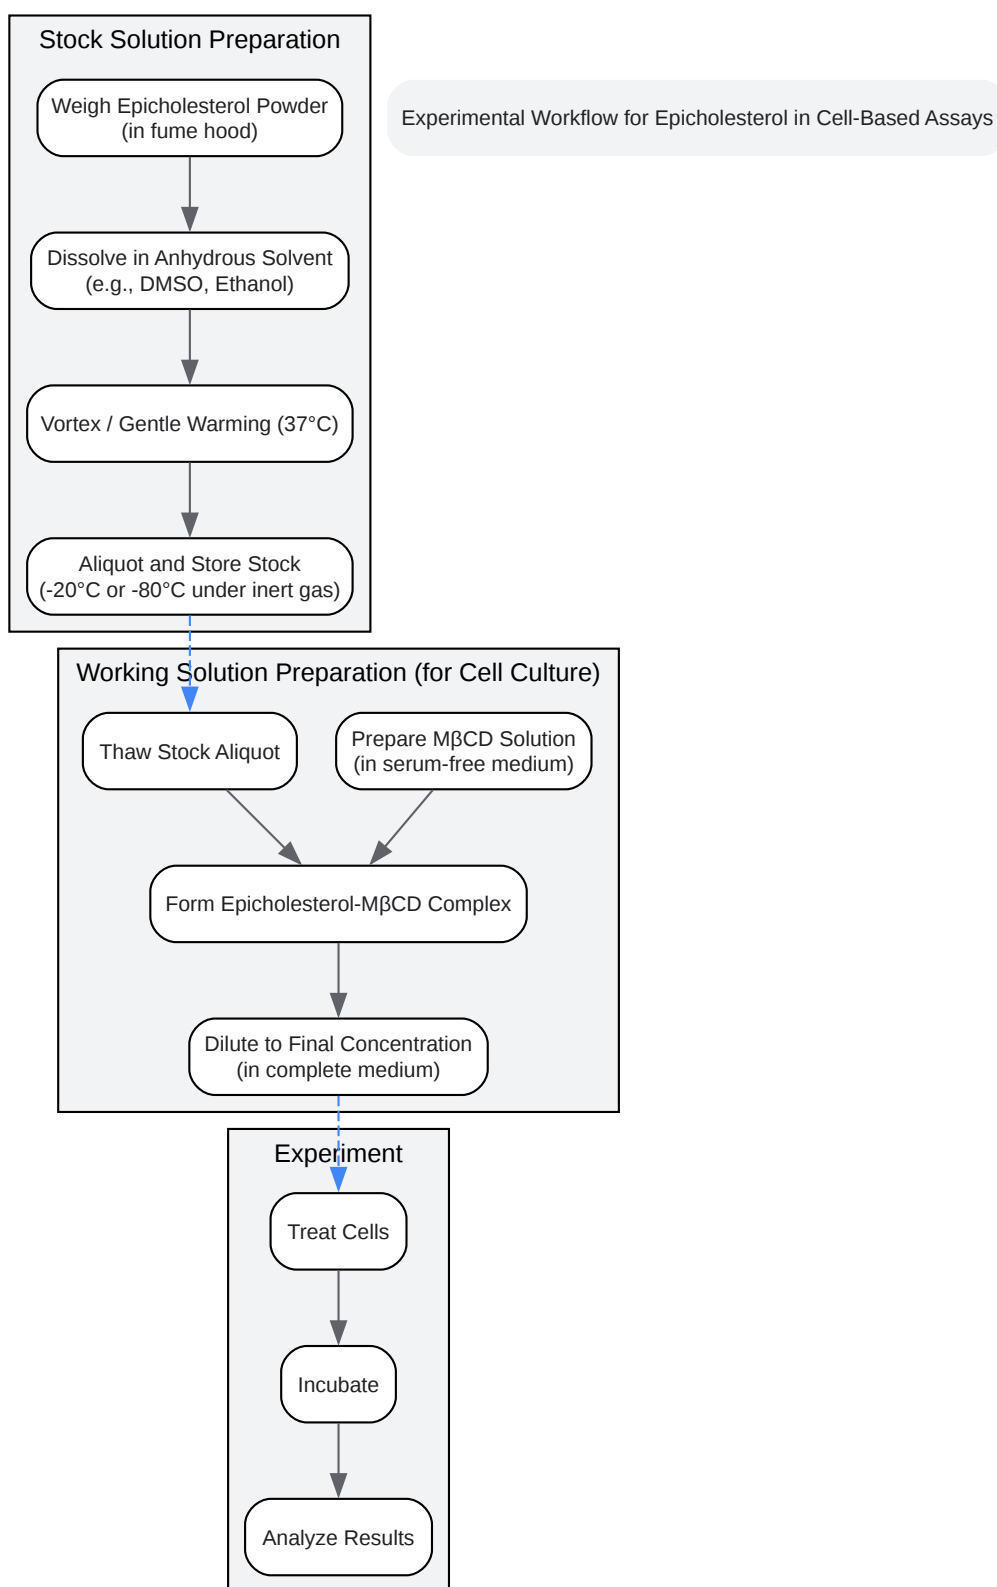 Stock Solution Preparation
Weigh Epicholesterol Powder
(in fume hood)
Experimental Workflow for Epicholesterol in Cell-Based Assays
Dissolve in Anhydrous Solvent
(e.g., DMSO, Ethanol)
Vortex / Gentle Warming (37°C)
Aliquot and Store Stock
(-20°C or -80°C under inert gas)
Working Solution Preparation (for Cell Culture)
Thaw Stock Aliquot
Prepare MβCD Solution
(in serum-free medium)
Form Epicholesterol-MβCD Complex
Dilute to Final Concentration
(in complete medium)
Experiment
Treat Cells
Incubate
Analyze Results